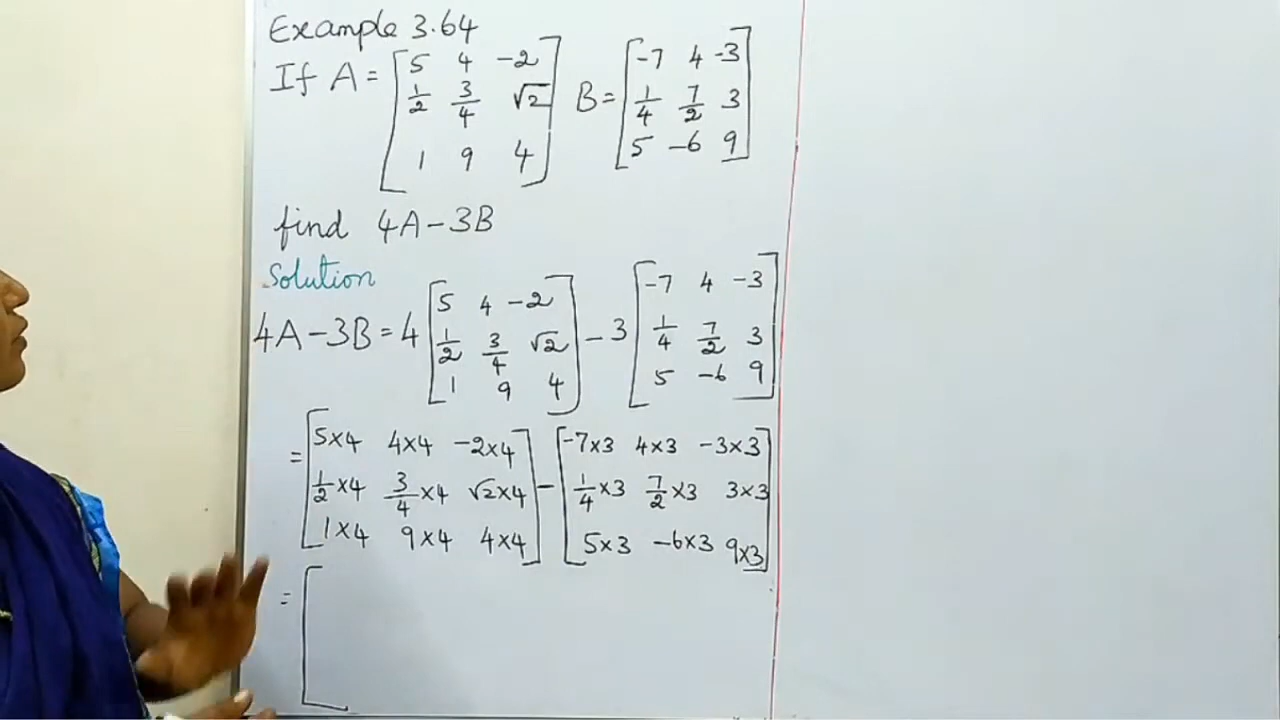 Example 3.64
If A = [5 4 -2
1/2 3/4 √2
1 9 4] B = [-7 4 -3
1/4 7/2 3
5 -6 9]
find 4A-3B
Solution
4A-3B = 4 [5 4 -2
1/2 3/4 √2
1 9 4] - 3 [-7 4 -3
1/4 7/2 3
5 -6 9]
= [5×4 4×4 -2×4
1/2×4 3/4×4 √2×4
1×4 9×4 4×4] - [-7×3 4×3 -3×3
1/4×3 7/2×3 3×3
5×3 -6×3 9×3]
= [